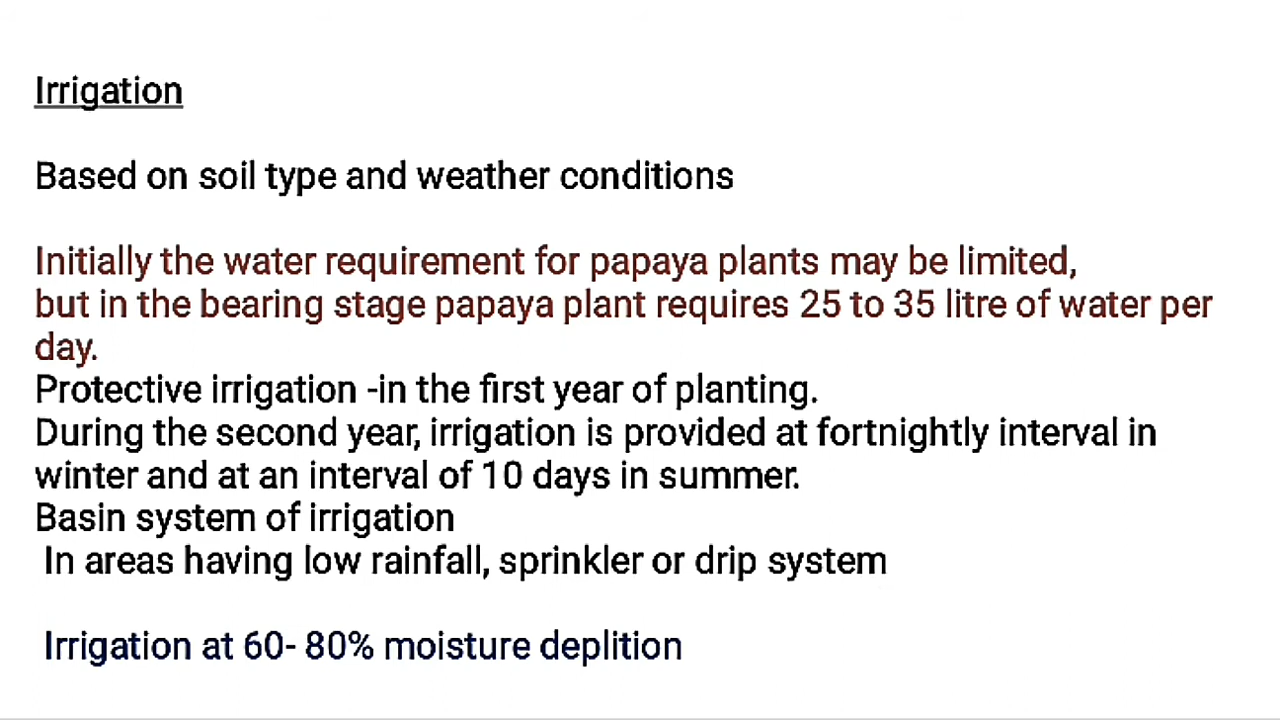 Irrigation
Based on soil type and weather conditions
Initially the water requirement for papaya plants may be limited,
but in the bearing stage papaya plant requires 25 to 35 litre of water per
day.
Protective irrigation -in the first year of planting.
During the second year, irrigation is provided at fortnightly interval in
winter and at an interval of 10 days in summer.
Basin system of irrigation
In areas having low rainfall, sprinkler or drip system
Irrigation at 60- 80% moisture deplition